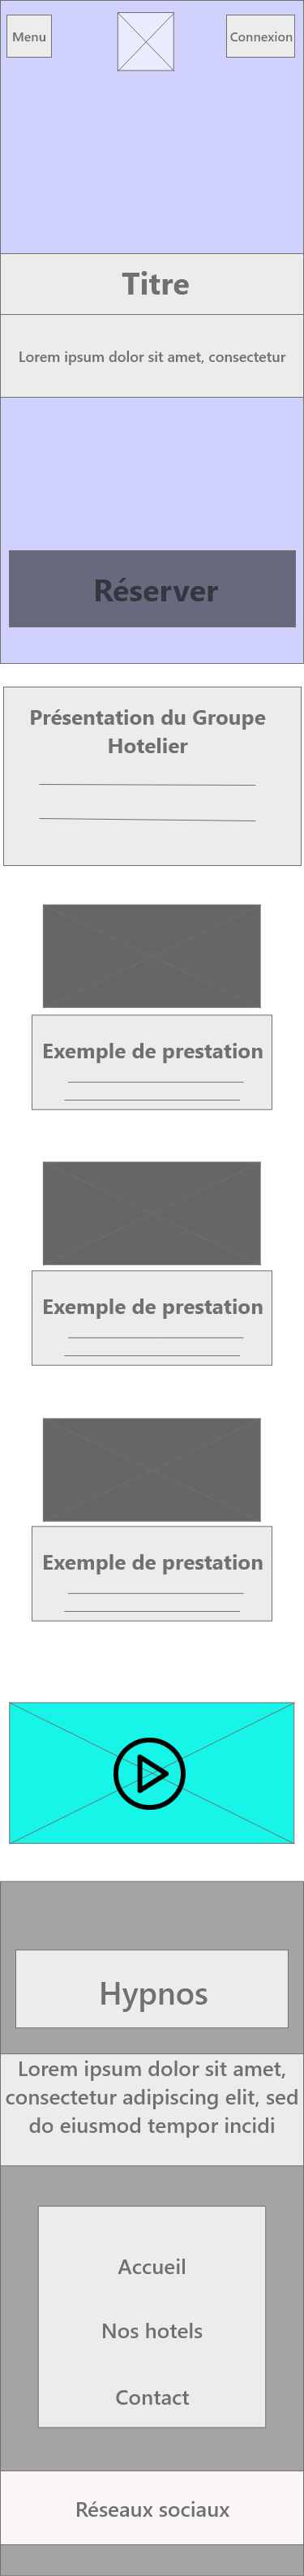 Menu
Connexion
Titre
Lorem ipsum dolor sit amet, consectetur
Réserver
Présentation du Groupe
Hotelier
Exemple de prestation
Exemple de prestation
Exemple de prestation
Hypnos
Lorem ipsum dolor sit amet,
consectetur adipiscing elit, sed
do eiusmod tempor incidi
Accueil
Nos hotels
Contact
Réseaux sociaux